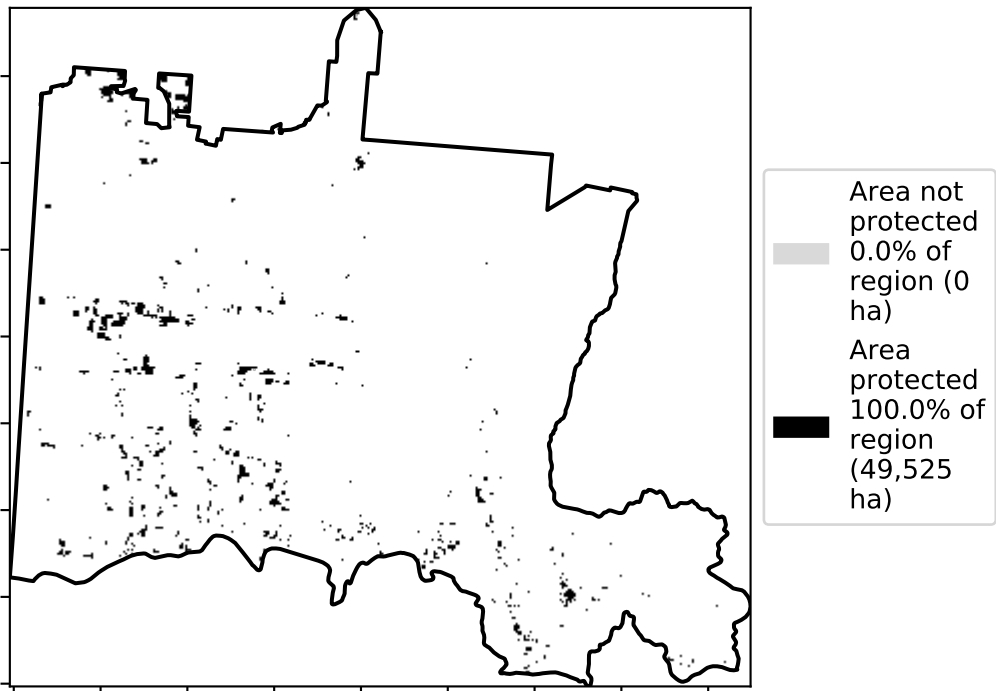 Area not
protected
0.0% of
region (0
ha)
Area
protected
100.0% of
region
(49,525
ha)